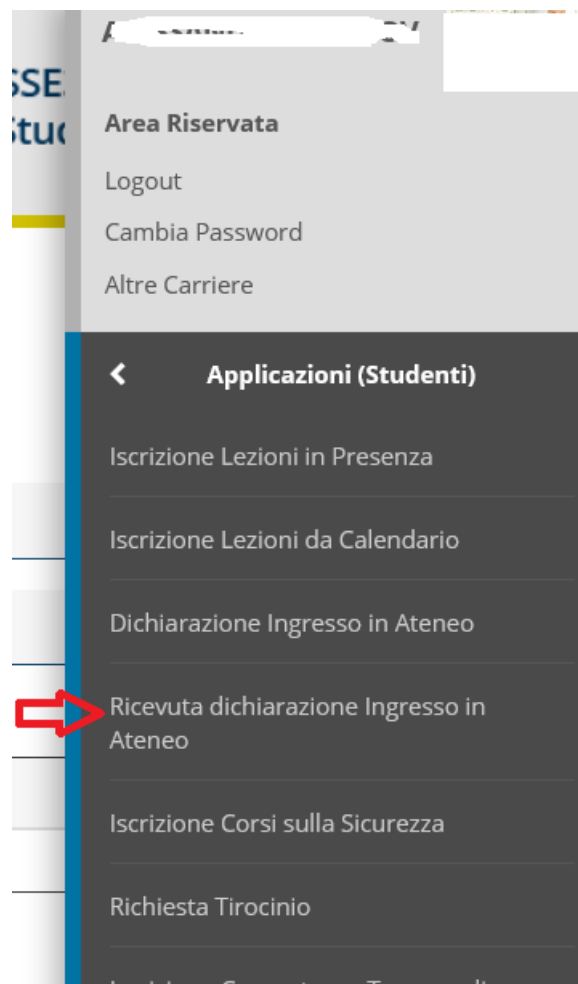 Area Riservata
Logout
Cambia Password
Altre Carriere
Applicazioni (Studenti)
Iscrizione Lezioni in Presenza
Iscrizione Lezioni da Calendario
Dichiarazione Ingresso in Ateneo
Ricevuta dichiarazione Ingresso in
Ateneo
Iscrizione Corsi sulla Sicurezza
Richiesta Tirocinio